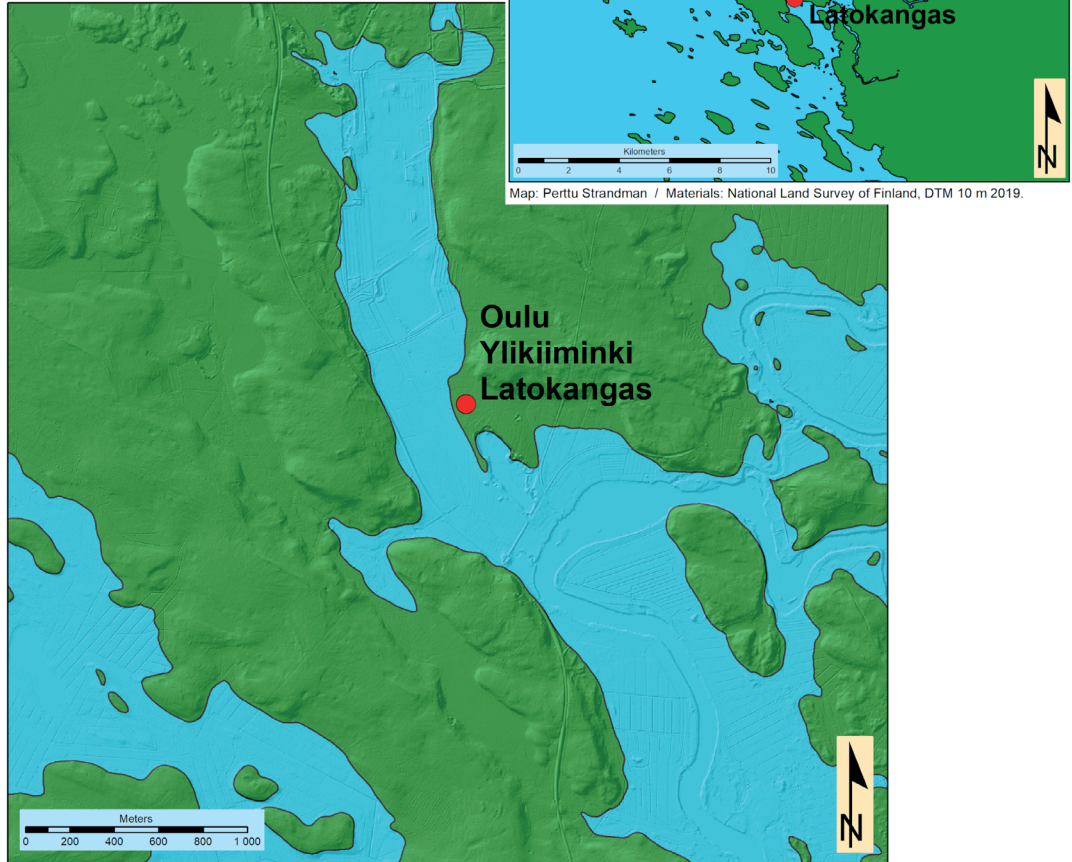 Latokangas
Kilometers
0 2 4 6 8 10
N
Map: Perttu Strandman / Materials: National Land Survey of Finland, DTM 10 m 2019.
Oulu
Ylikiiminki
Latokangas
Meters
0 200 400 600 800 1 000
N